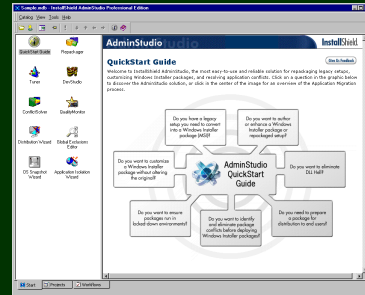 Sample.mdb - InstallShield AdminStudio Professional Edition
Catalog View Tools Help
QuickStart Guide
Repackager
Tuner
DevStudio
ConflictSolver
QualityMonitor
Distribution Wizard
Global Exclusions Editor
OS Snapshot Wizard
Application Isolation Wizard
AdminStudio
InstallShield
QuickStart Guide
Welcome to InstallShield AdminStudio, the most easy-to-use and reliable solution for repackaging legacy setups,
customizing Windows Installer packages, and resolving application conflicts. Click on a question in the graphic below
to discover the AdminStudio solution, or click in the center of the image for an overview of the Application Migration
process.
Do you have a legacy
setup you need to convert
into a Windows Installer
package (MSI)?
Do you want to author
or enhance a Windows
Installer package or
repackaged setup?
Do you want to customize
a Windows Installer
package without altering
the original?
AdminStudio
QuickStart
Guide
Do you want to eliminate
DLL Hell?
Do you want to ensure
packages run in
locked down environments?
Do you want to identify
and eliminate package
conflicts before deploying
Windows Installer packages?
Do you need to prepare
a package for
distribution to end users?
Start
Projects
Workflows